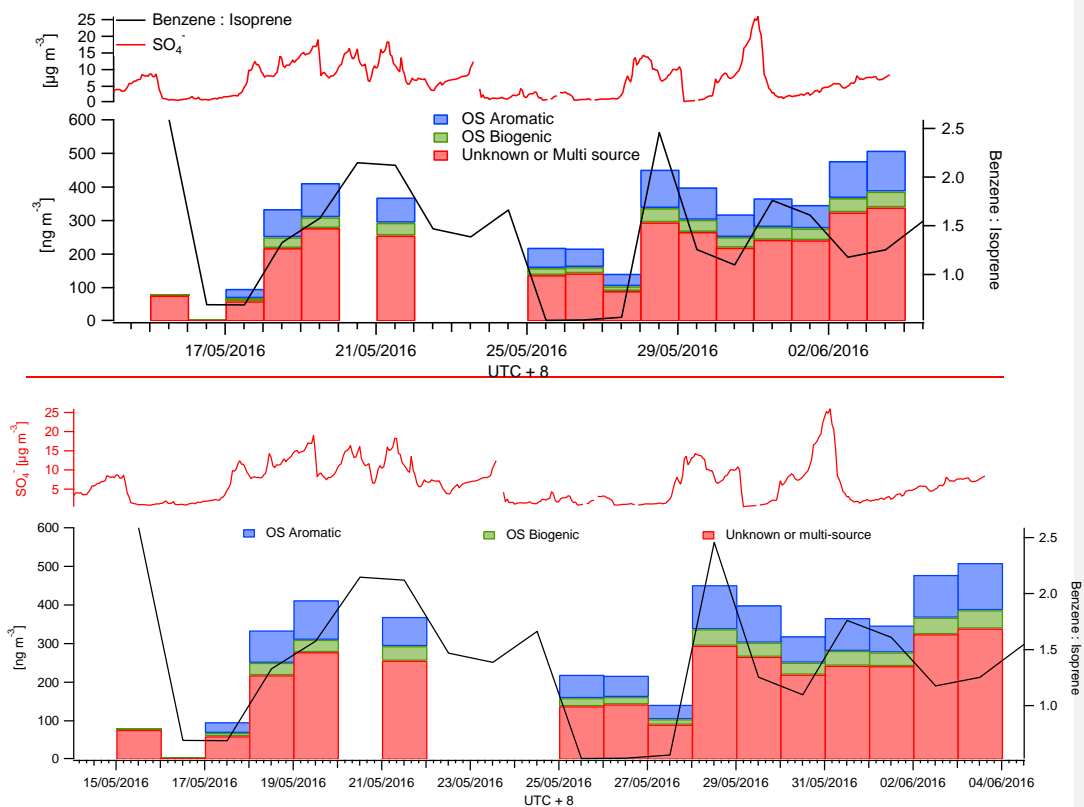 25
20
15
10
5
0
[µg m-3]
Benzene : Isoprene
SO4-
600
500
400
300
200
100
0
[ng m-3]
OS Aromatic
OS Biogenic
Unknown or Multi source
2.5
2.0
1.5
1.0
Benzene : Isoprene
17/05/2016 21/05/2016 25/05/2016 29/05/2016 02/06/2016
UTC + 8
25
20
15
10
5
SO4- [µg m-3]
600
500
400
300
200
100
0
[ng m-3]
OS Aromatic OS Biogenic Unknown or multi-source
2.5
2.0
1.5
1.0
Benzene : Isoprene
15/05/2016 17/05/2016 19/05/2016 21/05/2016 23/05/2016 25/05/2016 27/05/2016 29/05/2016 31/05/2016 02/06/2016 04/06/2016
UTC + 8